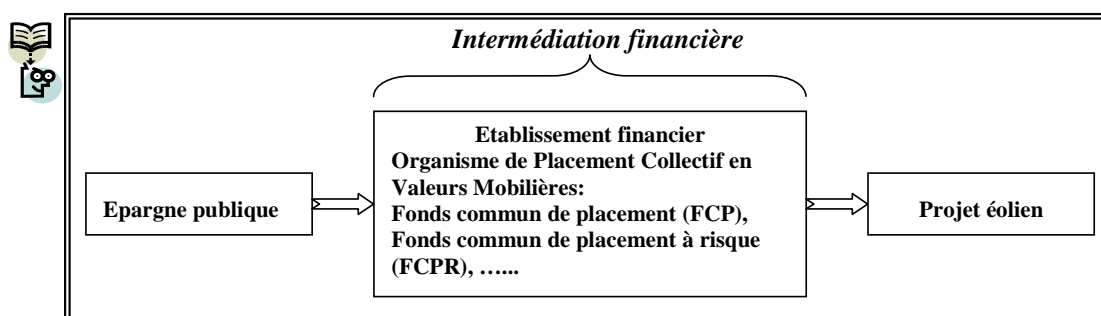 Intermédiation financière
Etablissement financier
Organisme de Placement Collectif en
Valeurs Mobilières:
Fonds commun de placement (FCP),
Fonds commun de placement à risque
(FCPR), …...
Epargne publique
Projet éolien